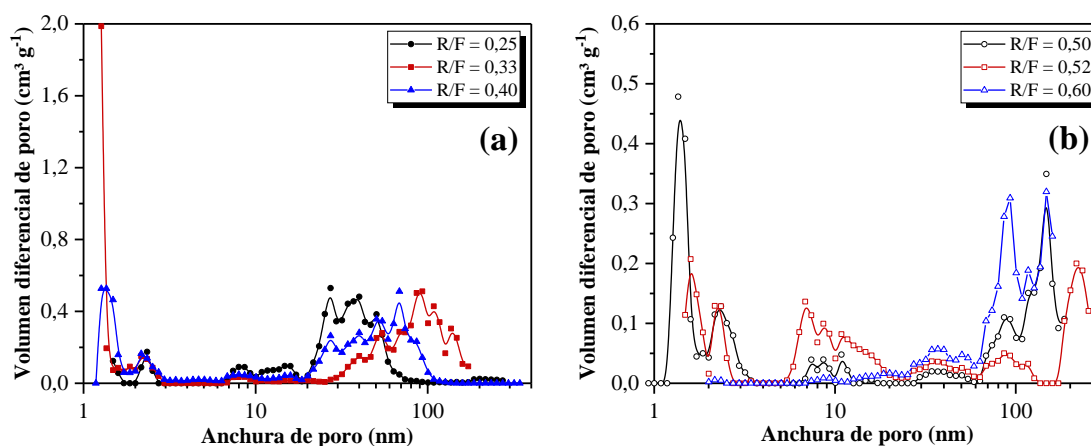 2,0
1,6
1,2
0,8
0,4
0,0
Volumen diferencial de poro (cm³ g⁻¹)
R/F = 0,25
R/F = 0,33
R/F = 0,40
(a)
1 10 100
Anchura de poro (nm)
0,6
0,5
0,4
0,3
0,2
0,1
0,0
Volumen diferencial de poro (cm³ g⁻¹)
R/F = 0,50
R/F = 0,52
R/F = 0,60
(b)
1 10 100
Anchura de poro (nm)